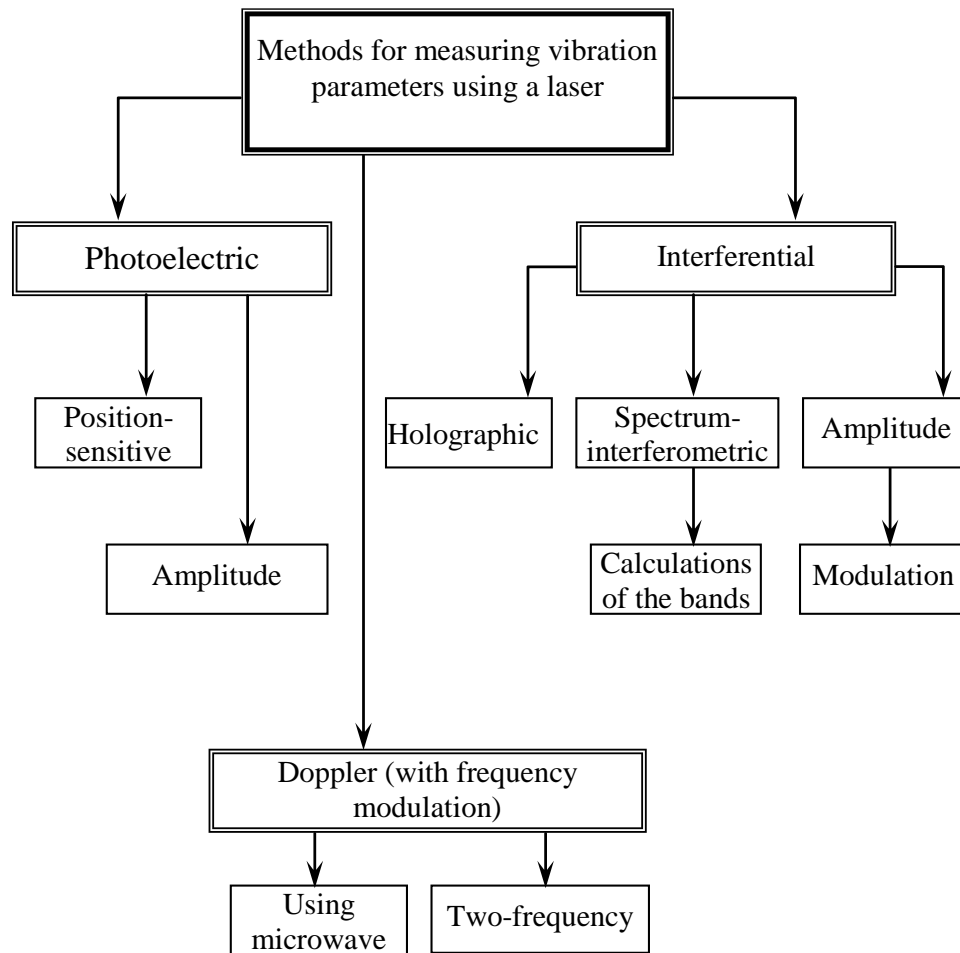 Methods for measuring vibration
parameters using a laser
Photoelectric
Interferential
Position-
sensitive
Holographic
Spectrum-
interferometric
Amplitude
Amplitude
Calculations
of the bands
Modulation
Doppler (with frequency
modulation)
Using
microwave
Two-frequency